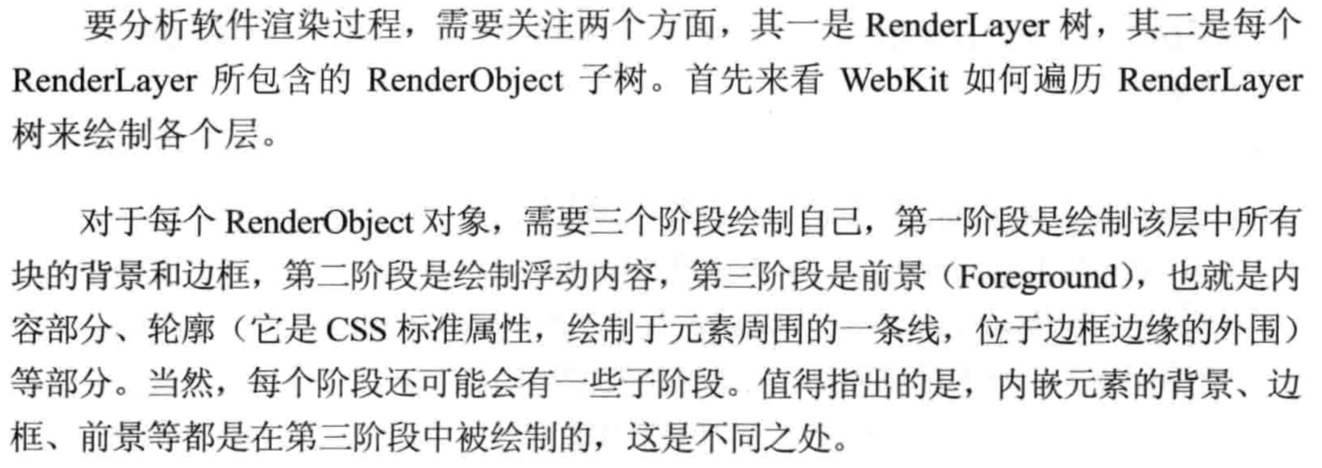 要分析软件渲染过程，需要关注两个方面，其一是 RenderLayer 树，其二是每个
RenderLayer 所包含的 RenderObject 子树。首先来看 WebKit 如何遍历 RenderLayer
树来绘制各个层。
对于每个 RenderObject 对象，需要三个阶段绘制自己，第一阶段是绘制该层中所有
块的背景和边框，第二阶段是绘制浮动内容，第三阶段是前景（Foreground），也就是内
容部分、轮廓（它是 CSS 标准属性，绘制于元素周围的一条线，位于边框边缘的外围）
等部分。当然，每个阶段还可能会有一些子阶段。值得指出的是，内嵌元素的背景、边
框、前景等都是在第三阶段中被绘制的，这是不同之处。